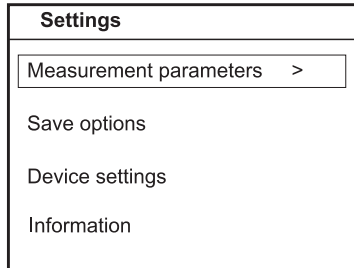 Settings
Measurement parameters >
Save options
Device settings
Information